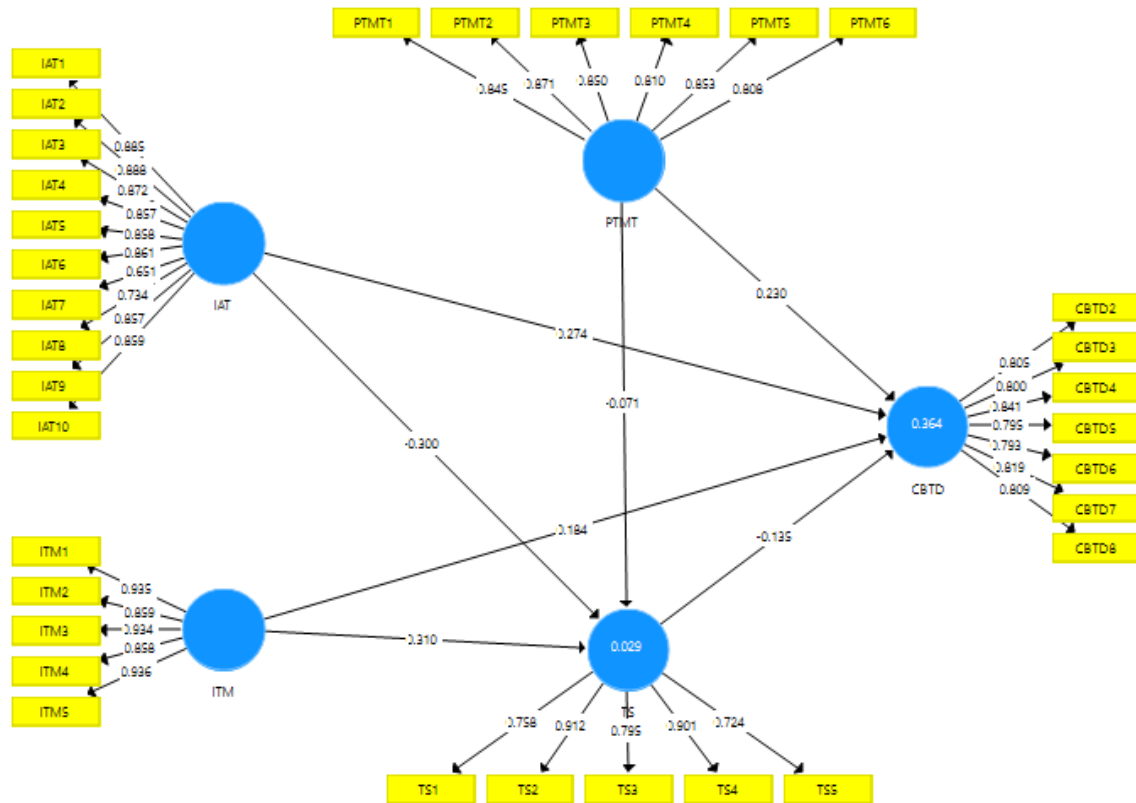 PTMT1 PTMT2 PTMT3 PTMT4 PTMT5 PTMT6
0.845 0.871 0.850 0.810 0.853 0.808
PTMT
IAT1
IAT2
IAT3
IAT4
IAT5
IAT6
IAT7
IAT8
IAT9
IAT10
0.885
0.888
0.872
0.857
0.858
0.861
0.651
0.734
0.857
0.859
IAT
0.230
0.274
-0.071
-0.300
0.184
-0.135
0.310
CBTD2
CBTD3
CBTD4
CBTD5
CBTD6
CBTD7
CBTD8
0.805
0.800
0.841
0.795
0.793
0.819
0.809
0.364
CBTD
ITM1
ITM2
ITM3
ITM4
ITM5
0.935
0.859
0.934
0.858
0.936
ITM
0.029
TS
0.758 0.912 0.795 0.901 0.724
TS1 TS2 TS3 TS4 TS5